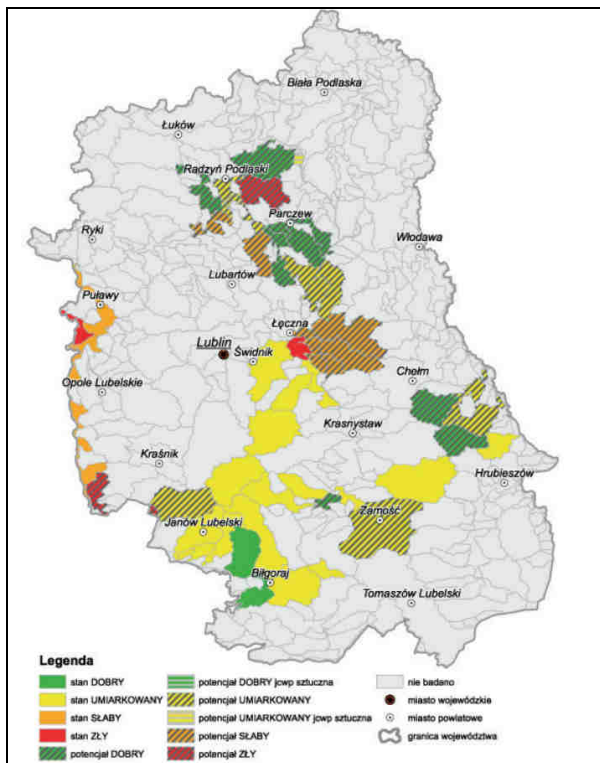 Biała Podlaska
Łuków
Radzyń Podlaski
Parczew
Ryki
Włodawa
Lubartów
Puławy
Łęczna
Lublin
Świdnik
Chełm
Opole Lubelskie
Krasnystaw
Kraśnik
Hrubieszów
Zamość
Janów Lubelski
Biłgoraj
Tomaszów Lubelski
Legenda
stan DOBRY
stan UMIARKOWANY
stan SŁABY
stan ZŁY
potencjał DOBRY
potencjał DOBRY jcwp sztuczna
potencjał UMIARKOWANY
potencjał UMIARKOWANY jcwp sztuczna
potencjał SŁABY
potencjał ZŁY
nie badano
miasto wojewódzkie
miasto powiatowe
granica województwa